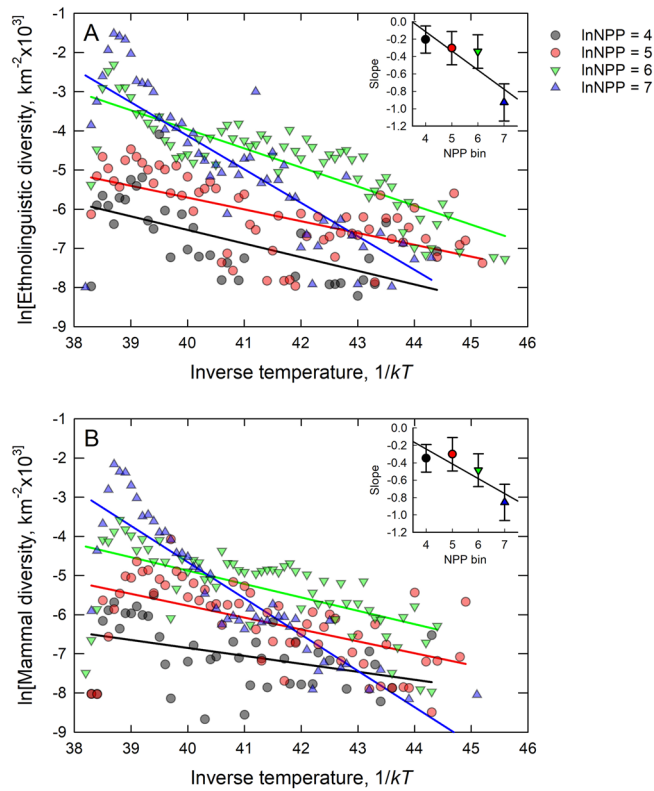 A
ln[Ethnolinguistic diversity, km⁻²x10³]
-1
-2
-3
-4
-5
-6
-7
-8
-9
38 39 40 41 42 43 44 45 46
Inverse temperature, 1/kT
Slope
0.0
-0.2
-0.4
-0.6
-0.8
-1.0
-1.2
4 5 6 7
NPP bin
lnNPP = 4
lnNPP = 5
lnNPP = 6
lnNPP = 7
B
ln[Mammal diversity, km⁻²x10³]
-1
-2
-3
-4
-5
-6
-7
-8
-9
38 39 40 41 42 43 44 45 46
Inverse temperature, 1/kT
Slope
0.0
-0.2
-0.4
-0.6
-0.8
-1.0
-1.2
4 5 6 7
NPP bin